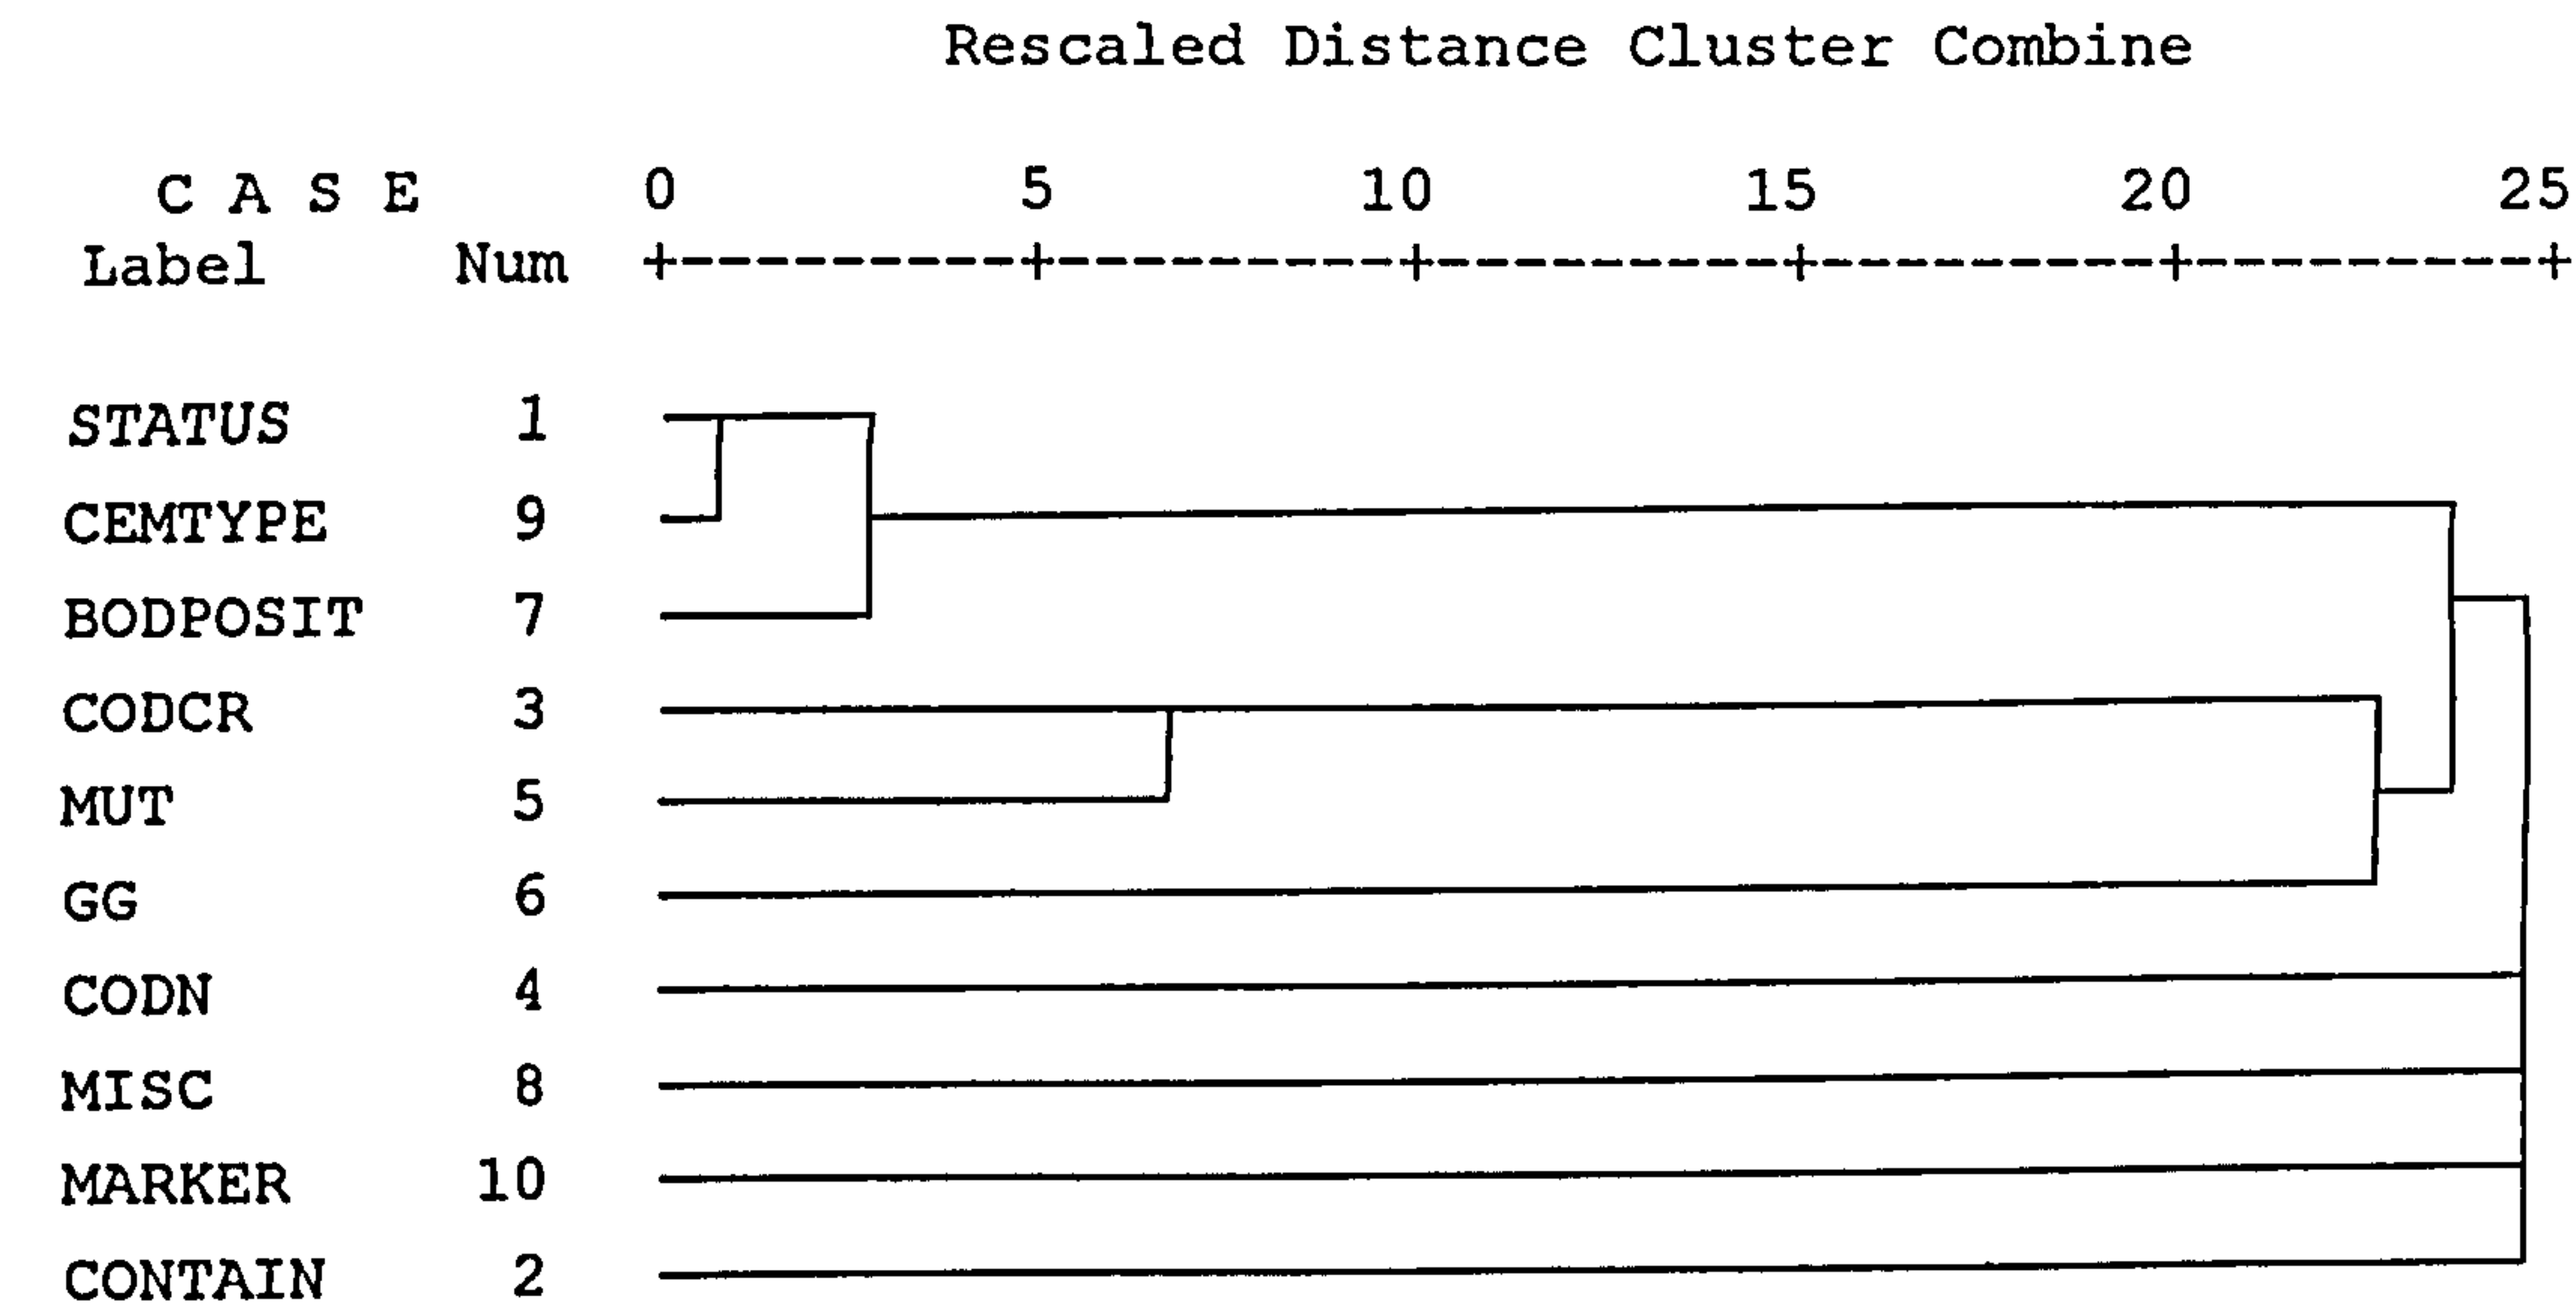 Rescaled Distance Cluster Combine
C A S E 0 5 10 15 20 25
Label Num
STATUS 1
CEMTYPE 9
BODPOSIT 7
CODCR 3
MUT 5
GG 6
CODN 4
MISC 8
MARKER 10
CONTAIN 2